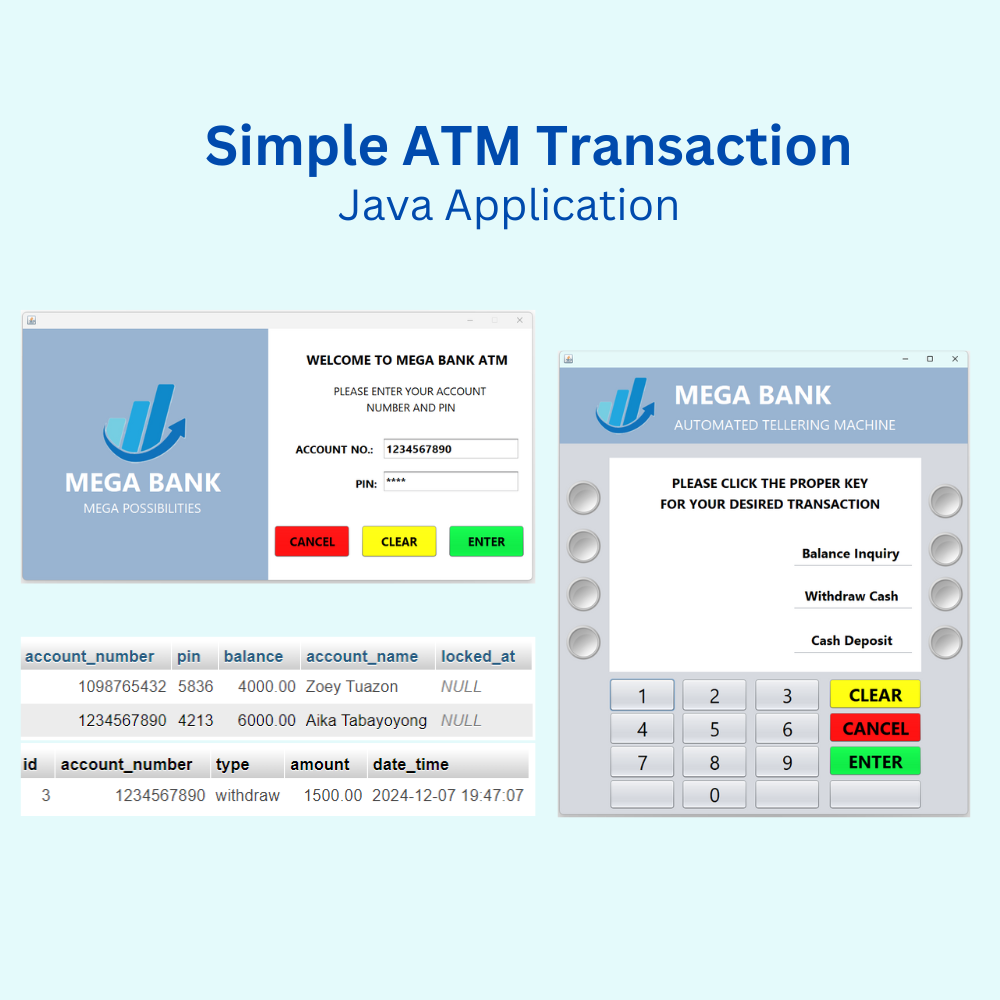 Simple ATM Transaction
Java Application
MEGA BANK
MEGA POSSIBILITIES
WELCOME TO MEGA BANK ATM
PLEASE ENTER YOUR ACCOUNT
NUMBER AND PIN
ACCOUNT NO.: 1234567890
PIN: ****
CANCEL CLEAR ENTER
account_number pin balance account_name locked_at
1098765432 5836 4000.00 Zoey Tuazon NULL
1234567890 4213 6000.00 Aika Tabayoyong NULL
id account_number type amount date_time
3 1234567890 withdraw 1500.00 2024-12-07 19:47:07
MEGA BANK
AUTOMATED TELLERING MACHINE
PLEASE CLICK THE PROPER KEY
FOR YOUR DESIRED TRANSACTION
Balance Inquiry
Withdraw Cash
Cash Deposit
1 2 3 CLEAR
4 5 6 CANCEL
7 8 9 ENTER
0